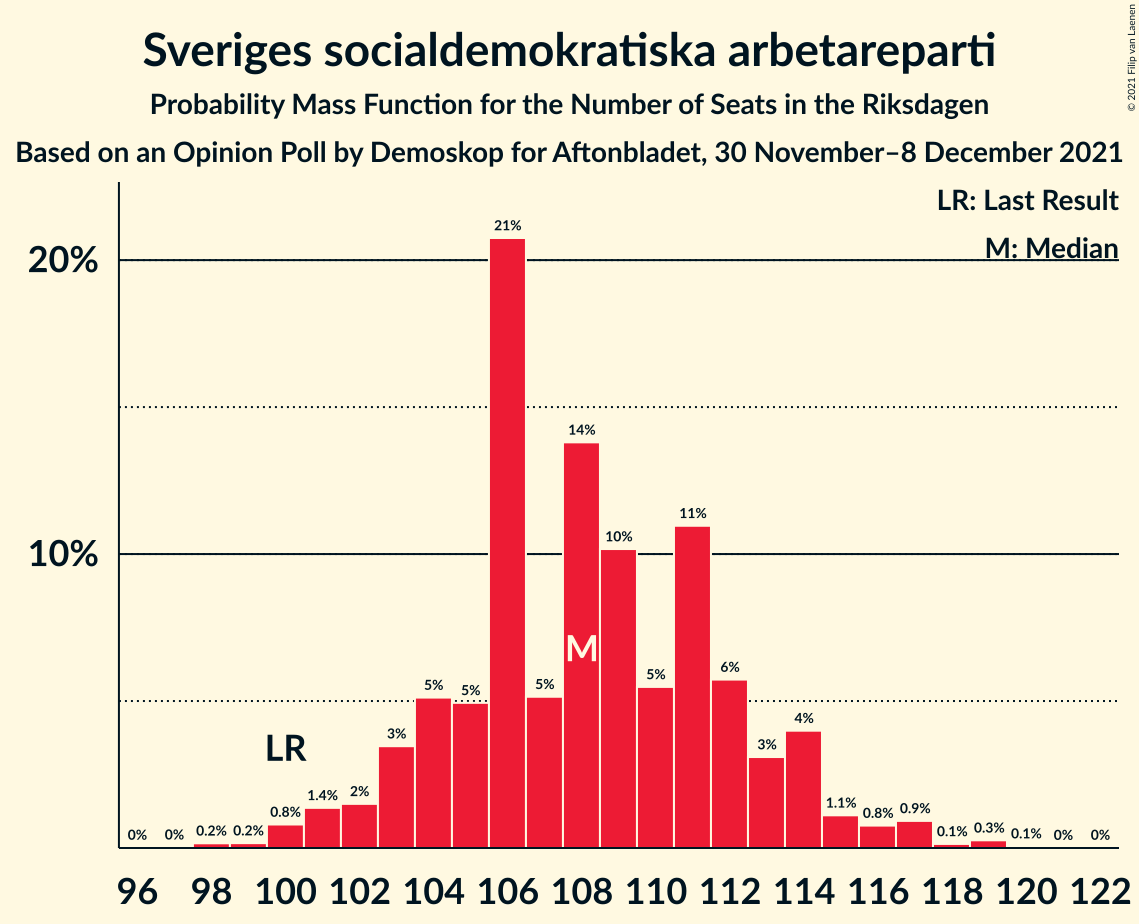 Sveriges socialdemokratiska arbetareparti
Probability Mass Function for the Number of Seats in the Riksdagen
Based on an Opinion Poll by Demoskop for Aftonbladet, 30 November–8 December 2021
© 2021 Filip van Laenen
LR: Last Result
M: Median
20%
10%
0% 0% 0.2% 0.2% 0.8% 1.4% 2% 3% 5% 5% 21% 5% 14% 10% 5% 11% 6% 3% 4% 1.1% 0.8% 0.9% 0.1% 0.3% 0.1% 0% 0%
LR
M
96 98 100 102 104 106 108 110 112 114 116 118 120 122